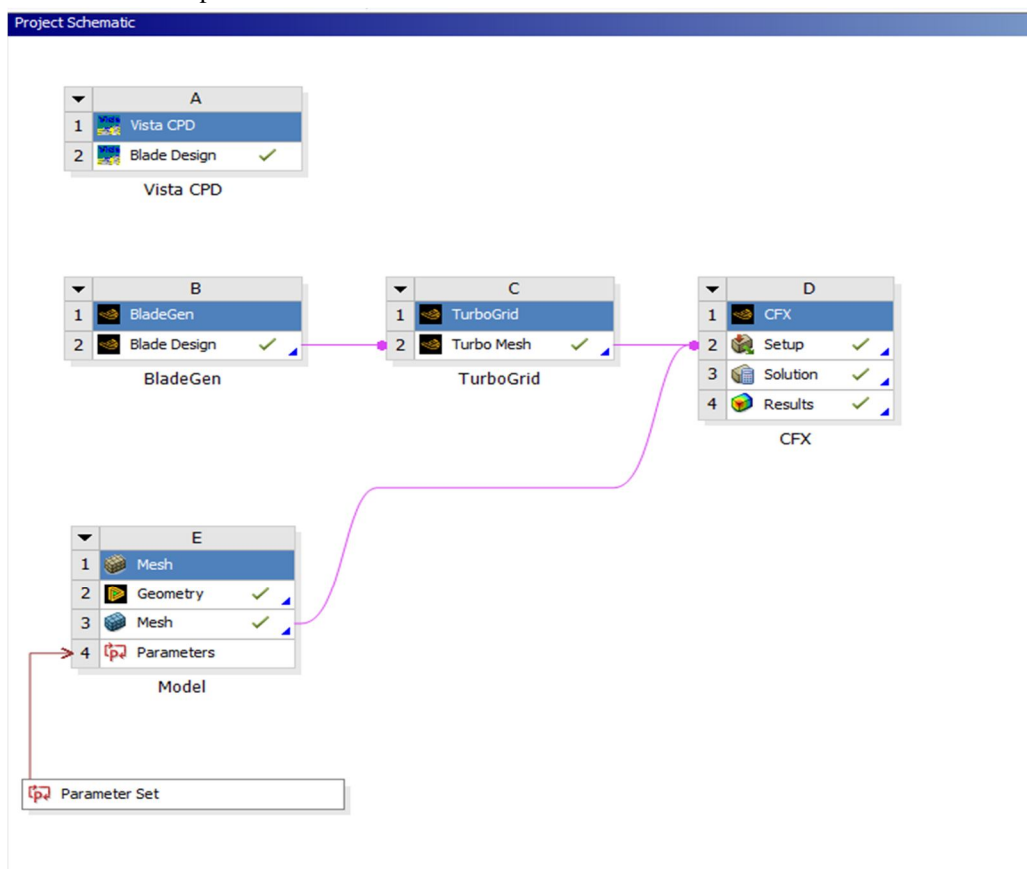 Project Schematic
A
1 Vista CPD
2 Blade Design
Vista CPD
B
1 BladeGen
2 Blade Design
BladeGen
C
1 TurboGrid
2 Turbo Mesh
TurboGrid
D
1 CFX
2 Setup
3 Solution
4 Results
CFX
E
1 Mesh
2 Geometry
3 Mesh
4 Parameters
Model
Parameter Set